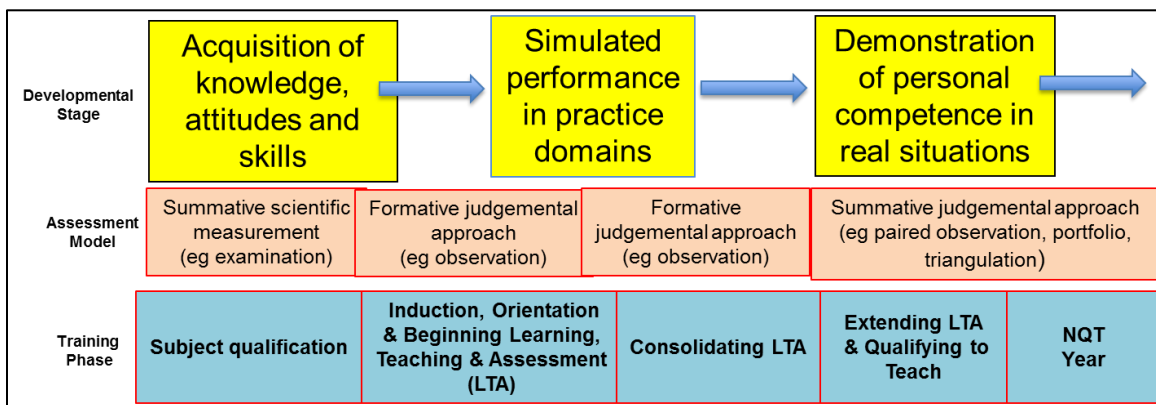 Developmental
Stage
Acquisition of
knowledge,
attitudes and
skills
Simulated
performance
in practice
domains
Demonstration
of personal
competence in
real situations
Assessment
Model
Summative scientific
measurement
(eg examination)
Formative judgemental
approach
(eg observation)
Formative
judgemental approach
(eg observation)
Summative judgemental approach
(eg paired observation, portfolio,
triangulation)
Training
Phase
Subject qualification
Induction, Orientation
& Beginning Learning,
Teaching & Assessment
(LTA)
Consolidating LTA
Extending LTA
& Qualifying to
Teach
NQT
Year